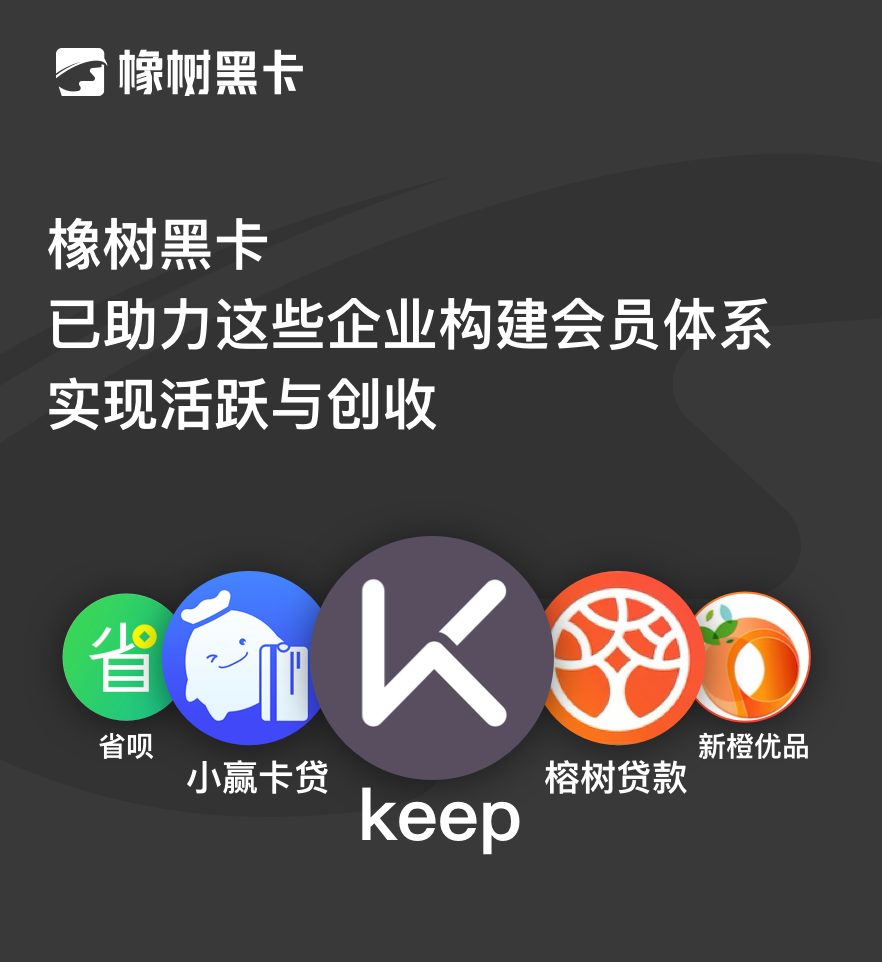 橡树黑卡
橡树黑卡
已助力这些企业构建会员体系
实现活跃与创收
省
省呗
小赢卡贷
keep
榕树贷款
新橙优品